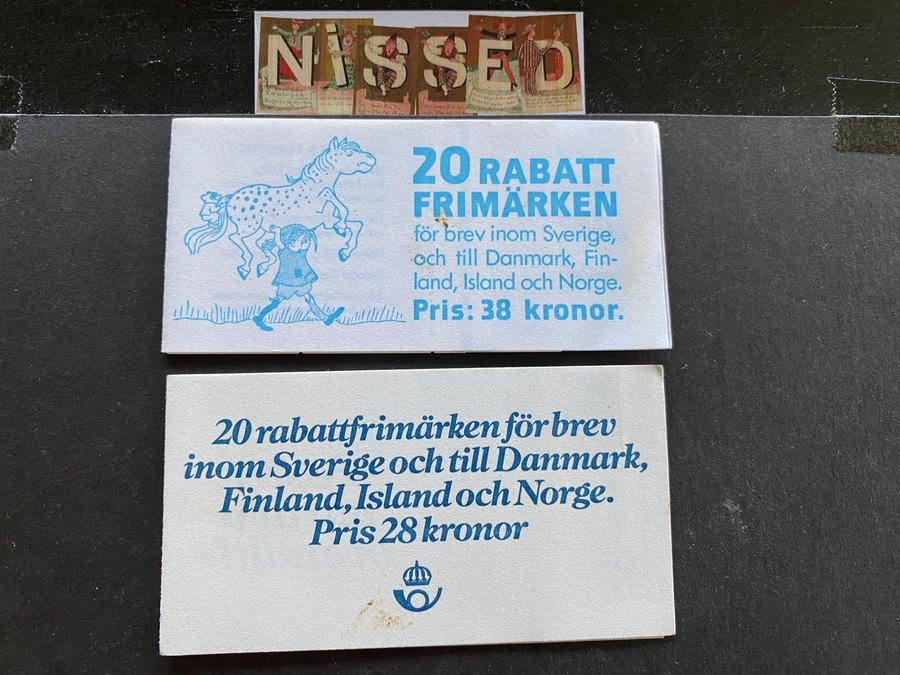 NiSSED
20 RABATT
FRIMÄRKEN
för brev inom Sverige,
och till Danmark, Fin-
land, Island och Norge.
Pris: 38 kronor.
20 rabattfrimärken för brev
inom Sverige och till Danmark,
Finland, Island och Norge.
Pris 28 kronor